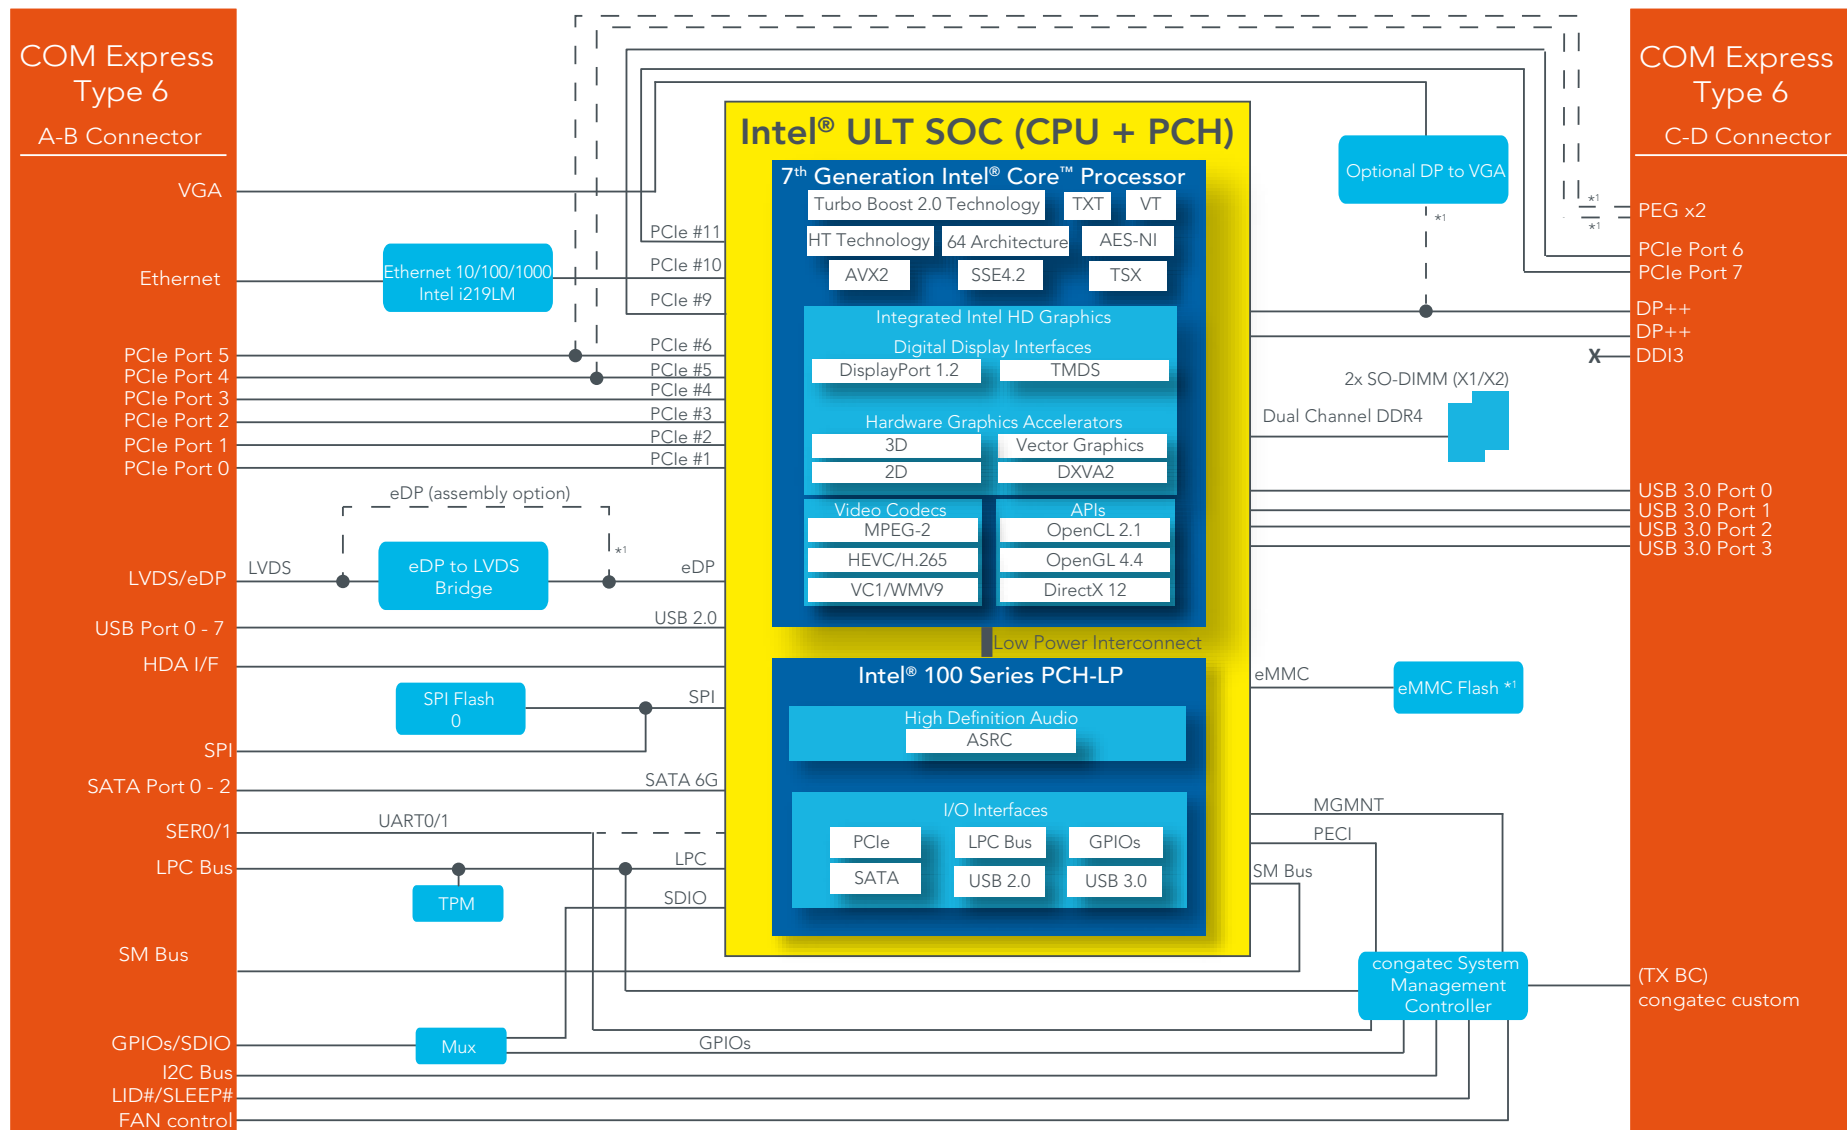 COM Express
Type 6
A-B Connector
VGA
Ethernet
PCIe Port 5
PCIe Port 4
PCIe Port 3
PCIe Port 2
PCIe Port 1
PCIe Port 0
LVDS/eDP
USB Port 0 - 7
HDA I/F
SPI
SATA Port 0 - 2
SER0/1
LPC Bus
SM Bus
GPIOs/SDIO
I2C Bus
LID#/SLEEP#
FAN control
Ethernet 10/100/1000
Intel i219LM
PCIe #11
PCIe #10
PCIe #9
PCIe #6
PCIe #5
PCIe #4
PCIe #3
PCIe #2
PCIe #1
eDP (assembly option)
*1
LVDS
eDP to LVDS
Bridge
eDP
USB 2.0
SPI Flash
0
SPI
SATA 6G
UART0/1
LPC
TPM
SDIO
Mux
GPIOs
Intel® ULT SOC (CPU + PCH)
7th Generation Intel® Core™ Processor
Turbo Boost 2.0 Technology
TXT
VT
HT Technology
64 Architecture
AES-NI
AVX2
SSE4.2
TSX
Integrated Intel HD Graphics
Digital Display Interfaces
DisplayPort 1.2
TMDS
Hardware Graphics Accelerators
3D
Vector Graphics
2D
DXVA2
Video Codecs
MPEG-2
HEVC/H.265
VC1/WMV9
APIs
OpenCL 2.1
OpenGL 4.4
DirectX 12
Low Power Interconnect
Intel® 100 Series PCH-LP
High Definition Audio
ASRC
I/O Interfaces
PCIe
LPC Bus
GPIOs
SATA
USB 2.0
USB 3.0
Optional DP to VGA
*1
*1
*1
2x SO-DIMM (X1/X2)
Dual Channel DDR4
eMMC
eMMC Flash *1
MGMNT
PECI
SM Bus
congatec System
Management
Controller
COM Express
Type 6
C-D Connector
PEG x2
PCIe Port 6
PCIe Port 7
DP++
DP++
X
DDI3
USB 3.0 Port 0
USB 3.0 Port 1
USB 3.0 Port 2
USB 3.0 Port 3
(TX BC)
congatec custom